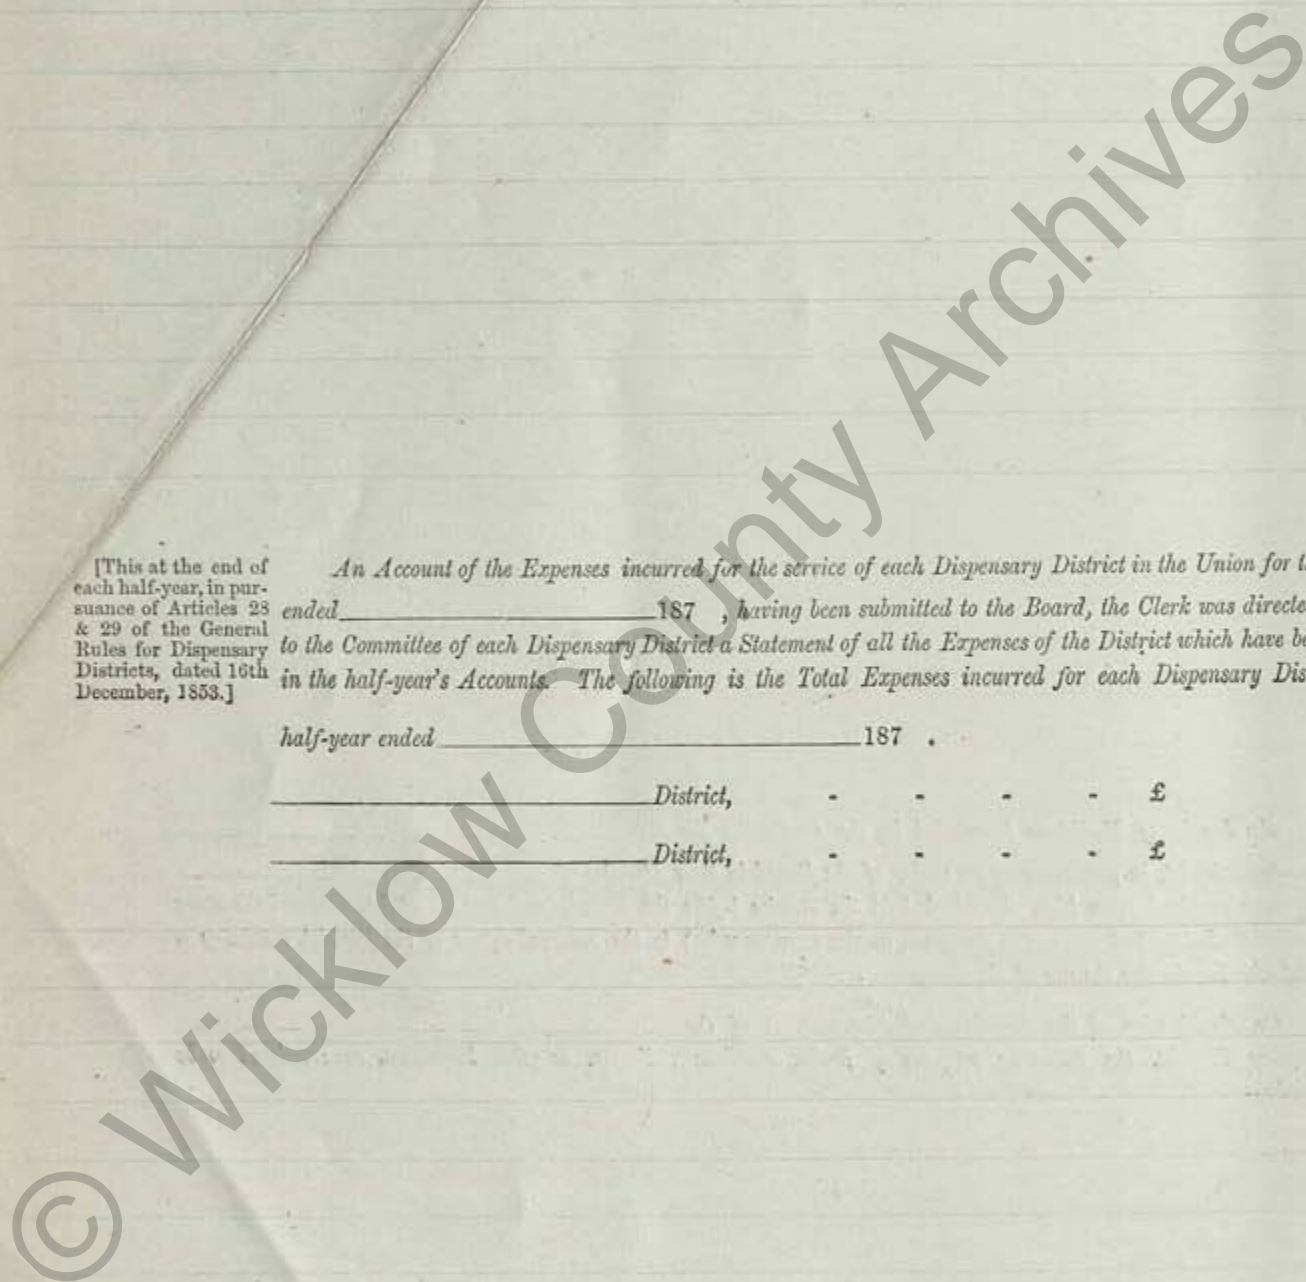 [This at the end of
each half-year, in pur-
suance of Articles 28
& 29 of the General
Rules for Dispensary
Districts, dated 16th
December, 1853.]
An Account of the Expenses incurred for the service of each Dispensary District in the Union for t
ended 187 , having been submitted to the Board, the Clerk was directe
to the Committee of each Dispensary District a Statement of all the Expenses of the District which have be
in the half-year's Accounts. The following is the Total Expenses incurred for each Dispensary Dis
half-year ended 187 .
District, - - - - £
District, - - - - £
© Wicklow County Archives